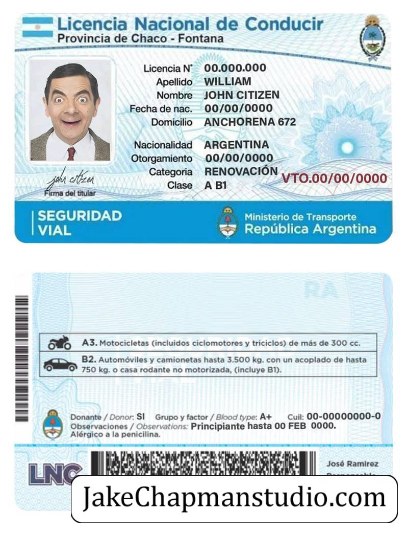 Licencia Nacional de Conducir
Provincia de Chaco - Fontana
Licencia N° 00.000.000
Apellido WILLIAM
Nombre JOHN CITIZEN
Fecha de nac. 00/00/0000
Domicilio ANCHORENA 672
Nacionalidad ARGENTINA
Otorgamiento 00/00/0000
Categoria RENOVACIÓN
VTO.00/00/0000
Clase A B1
john citizen
Firma del titular
SEGURIDAD
VIAL
Ministerio de Transporte
República Argentina
RA
A3. Motocicletas (incluidos ciclomotores y triciclos) de más de 300 cc.
B2. Automóviles y camionetas hasta 3.500 kg. con un acoplado de hasta
750 kg. o casa rodante no motorizada, (incluye B1).
Donante / Donor: SI Grupo y factor / Blood type: A+ Cuil: 00-00000000-0
Observaciones / Observations: Principiante hasta 00 FEB 0000.
Alérgico a la penicilina.
LNC
José Ramirez
JakeChapmanstudio.com